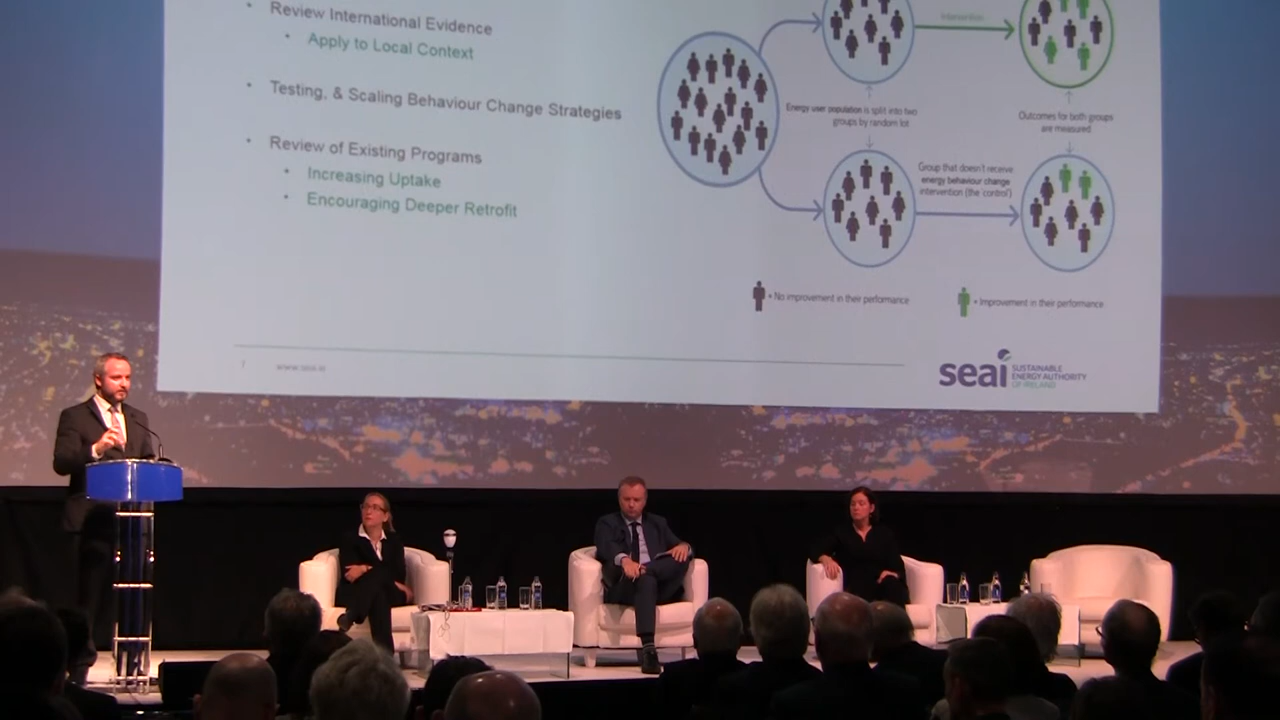 • Review International Evidence
• Apply to Local Context
• Testing, & Scaling Behaviour Change Strategies
• Review of Existing Programs
• Increasing Uptake
• Encouraging Deeper Retrofit
Intervention
Energy user population is split into two
groups by random lot
Outcomes for both groups
are measured
Group that doesn't receive
energy behaviour change
intervention (the 'control')
= No improvement in their performance
= Improvement in their performance
7
www.seai.ie
seai SUSTAINABLE
ENERGY AUTHORITY
OF IRELAND